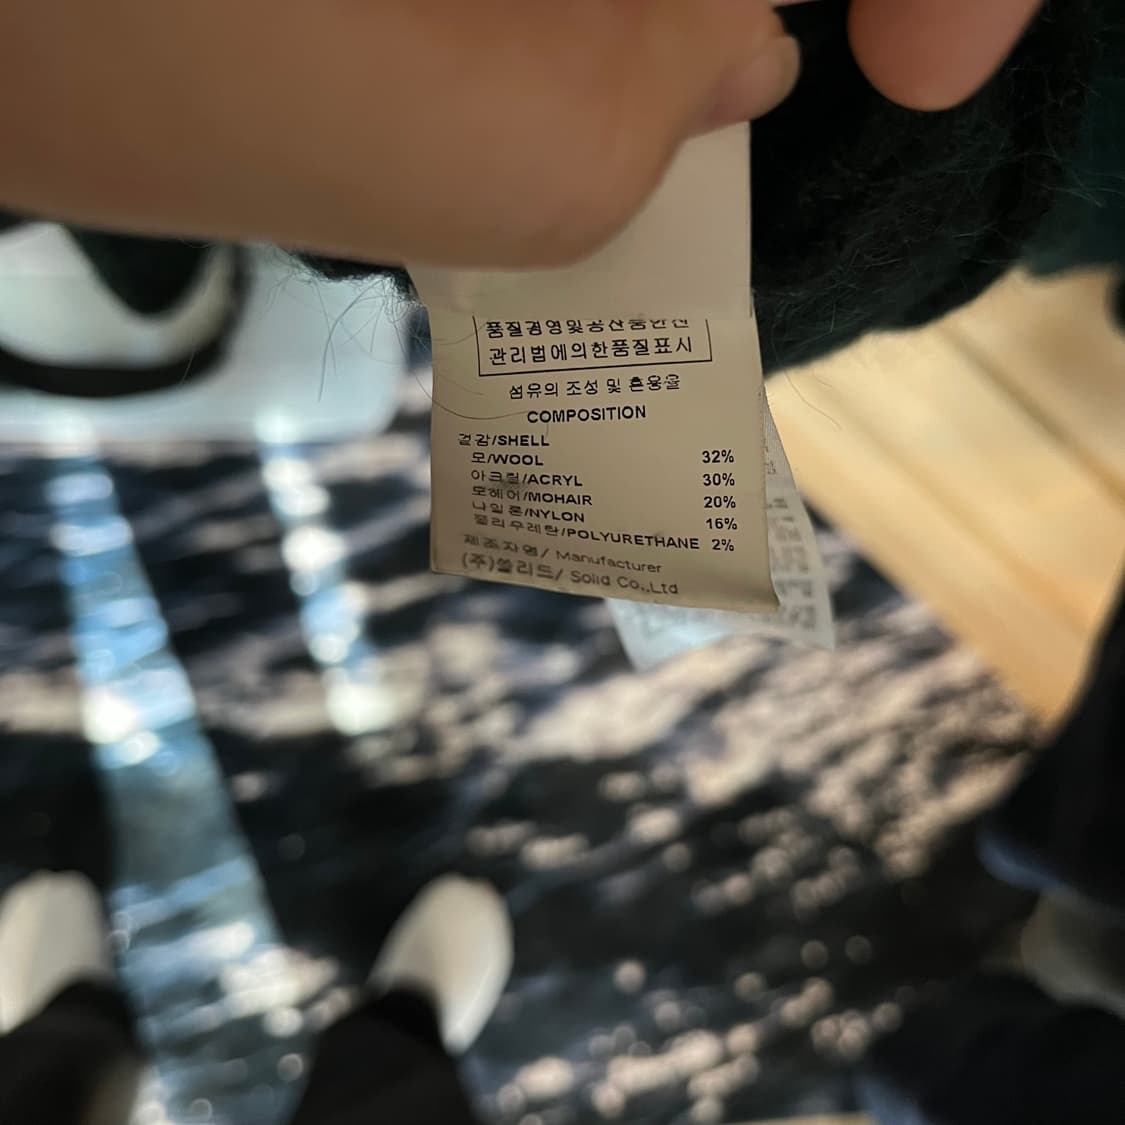 품질경영및공산품안전
관리법에의한품질표시
섬유의 조성 및 혼용율
COMPOSITION
겉감/SHELL
모/WOOL 32%
아크릴/ACRYL 30%
모헤어/MOHAIR 20%
나일론/NYLON 16%
폴리우레탄/POLYURETHANE 2%
제조자명/ Manufacturer
(주)쏠리드/ Solid Co.,Ltd